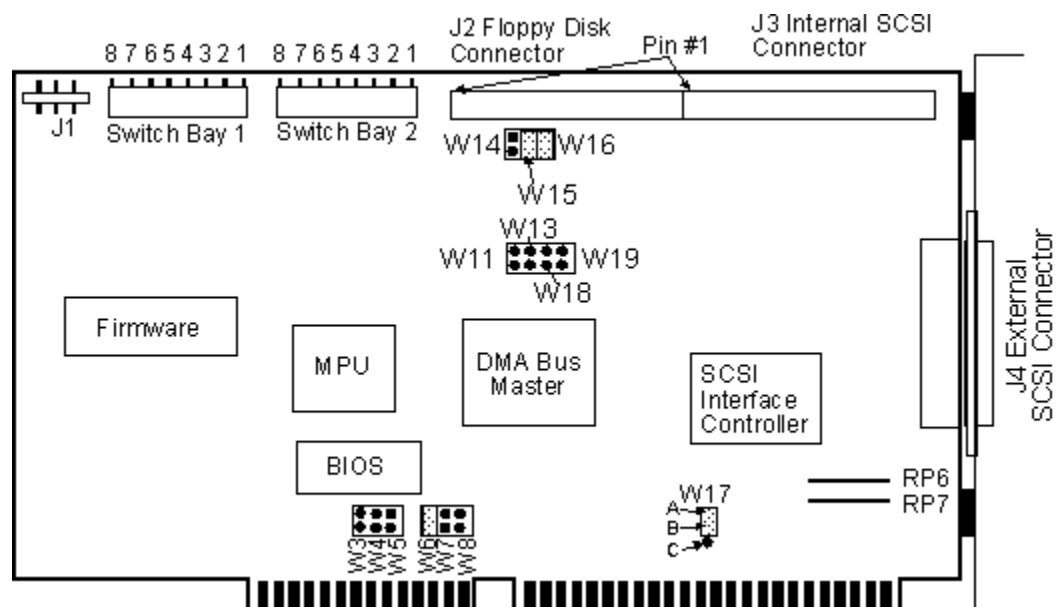 J2 Floppy Disk
Connector
J3 Internal SCSI
Connector
8 7 6 5 4 3 2 1
8 7 6 5 4 3 2 1
Pin #1
J1
Switch Bay 1
Switch Bay 2
W14
W16
W15
W13
W11
W19
W18
Firmware
MPU
DMA Bus
Master
SCSI
Interface
Controller
J4 External
SCSI Connector
BIOS
RP6
RP7
W17
A
B
C
W3
W4
W5
W6
W7
W8